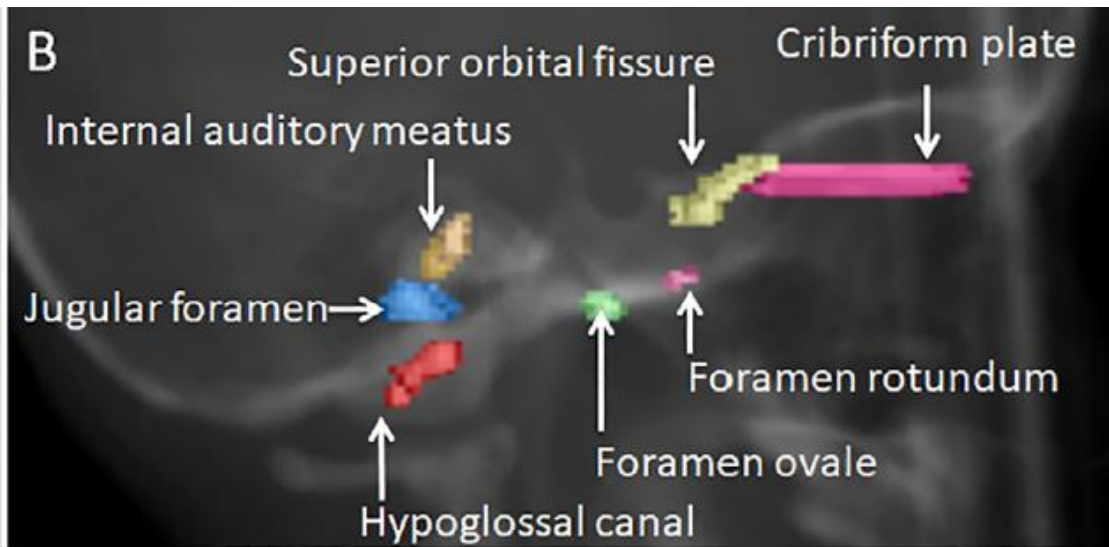 B
Cribriform plate
Superior orbital fissure
Internal auditory meatus
Jugular foramen
Foramen rotundum
Foramen ovale
Hypoglossal canal